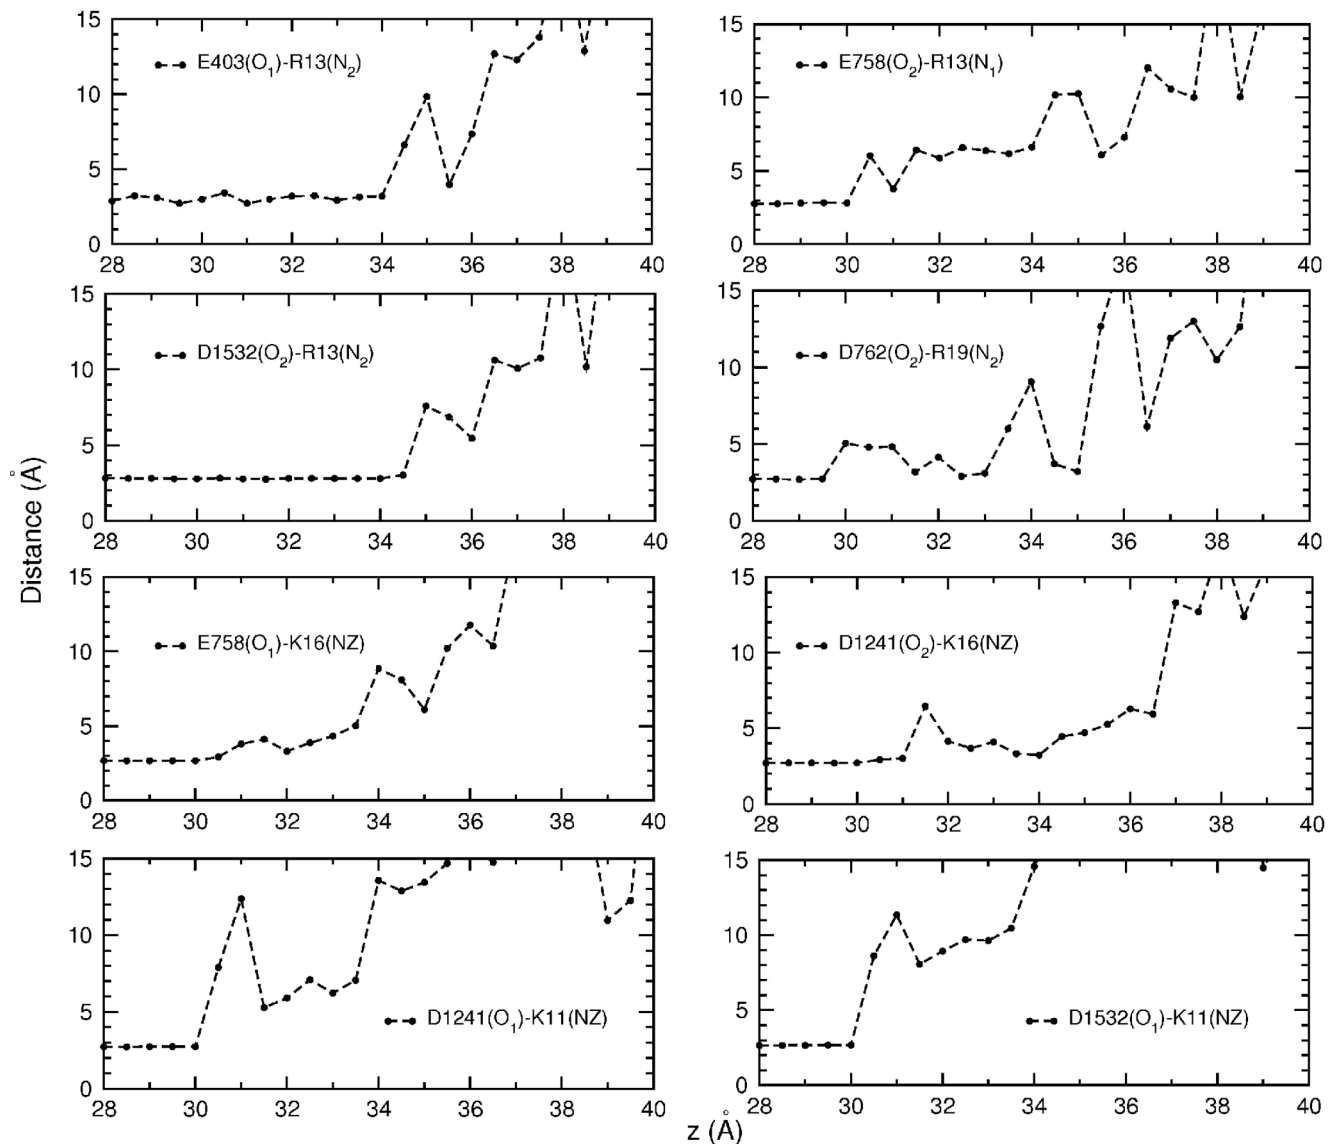 15
10
5
0
E403(O₁)-R13(N₂)
28 30 32 34 36 38 40
15
10
5
0
E758(O₂)-R13(N₁)
28 30 32 34 36 38 40
15
10
5
0
D1532(O₂)-R13(N₂)
28 30 32 34 36 38 40
15
10
5
0
D762(O₂)-R19(N₂)
28 30 32 34 36 38 40
Distance (Å)
15
10
5
0
E758(O₁)-K16(NZ)
28 30 32 34 36 38 40
15
10
5
0
D1241(O₂)-K16(NZ)
28 30 32 34 36 38 40
15
10
5
0
D1241(O₁)-K11(NZ)
28 30 32 34 36 38 40
15
10
5
0
D1532(O₁)-K11(NZ)
28 30 32 34 36 38 40
z (Å)